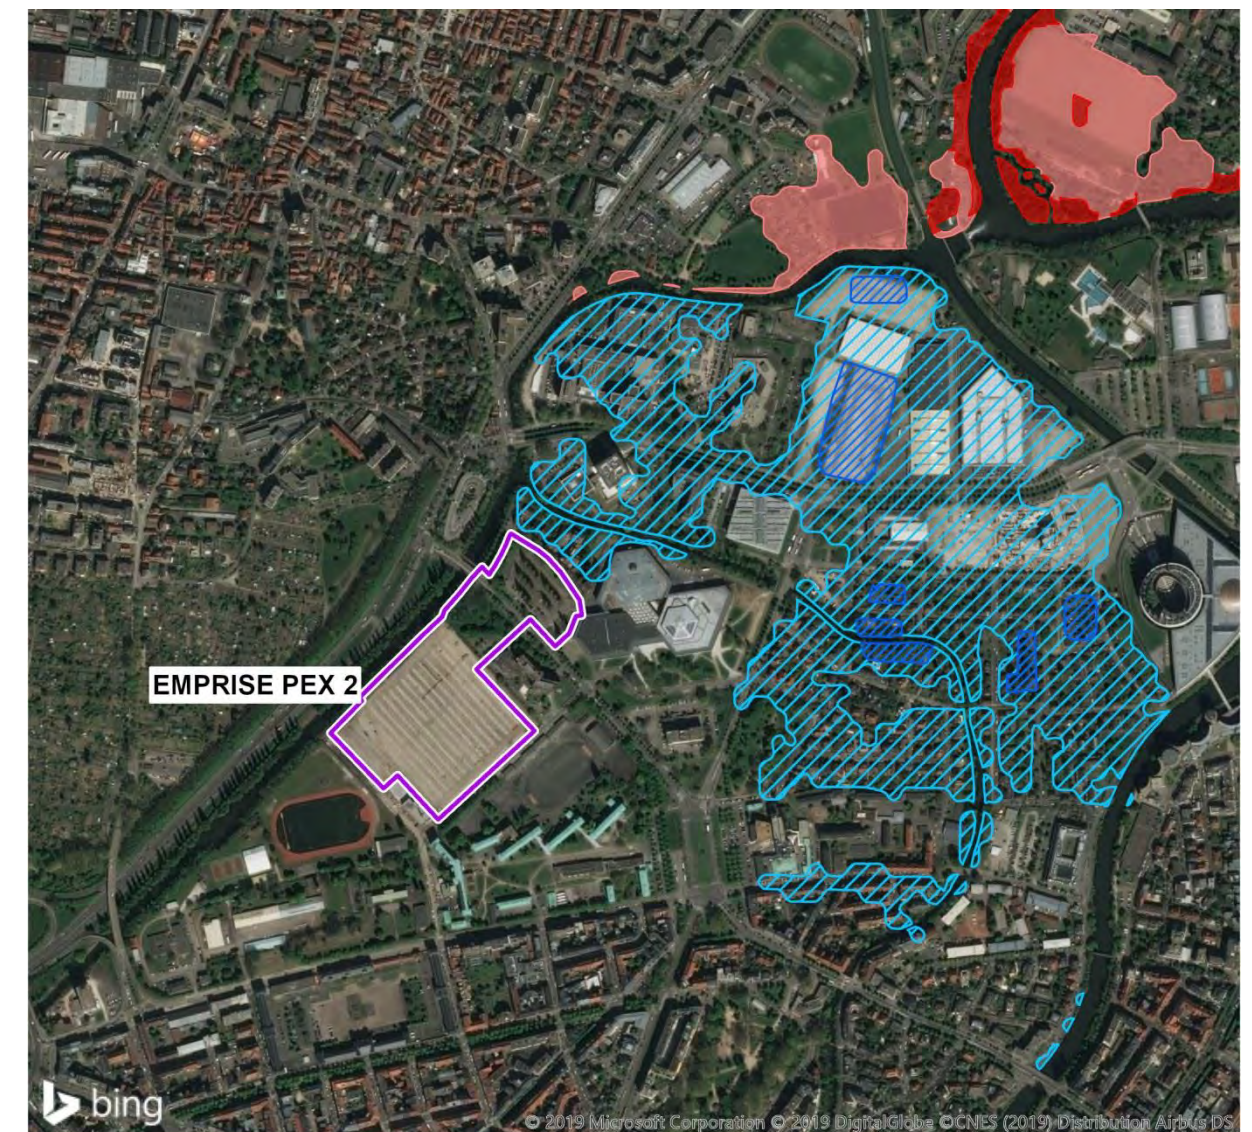 EMPRISE PEX 2
bing
© 2019 Microsoft Corporation © 2019 DigitalGlobe ©CNES (2019) Distribution Airbus DS